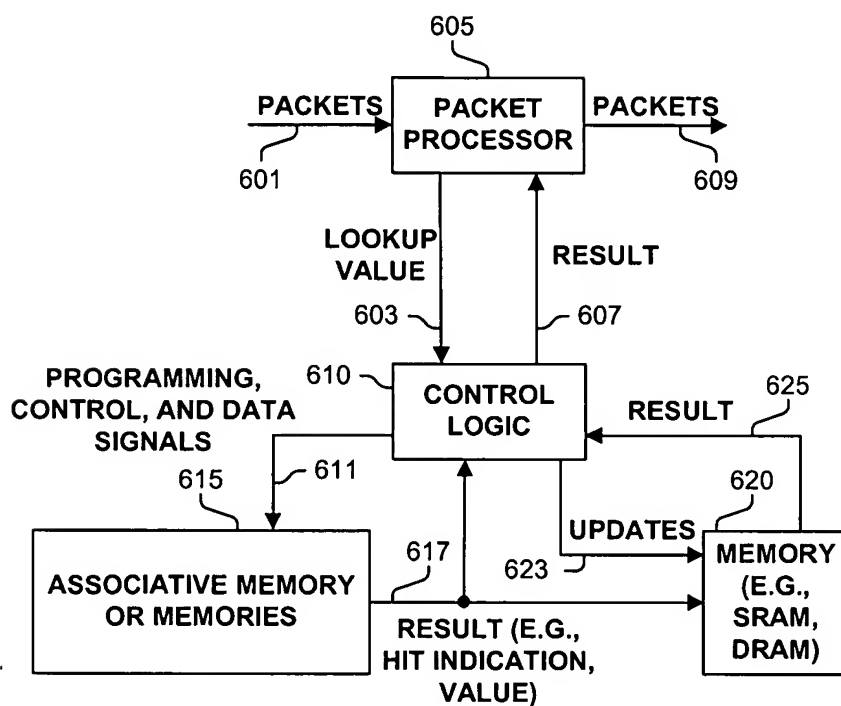 605
PACKETS
PACKET
PROCESSOR
PACKETS
601
609
LOOKUP
VALUE
RESULT
603
607
PROGRAMMING,
CONTROL, AND DATA
SIGNALS
610
CONTROL
LOGIC
RESULT
625
611
615
620
ASSOCIATIVE MEMORY
OR MEMORIES
617
UPDATES
623
MEMORY
(E.G.,
SRAM,
DRAM)
RESULT (E.G.,
HIT INDICATION,
VALUE)